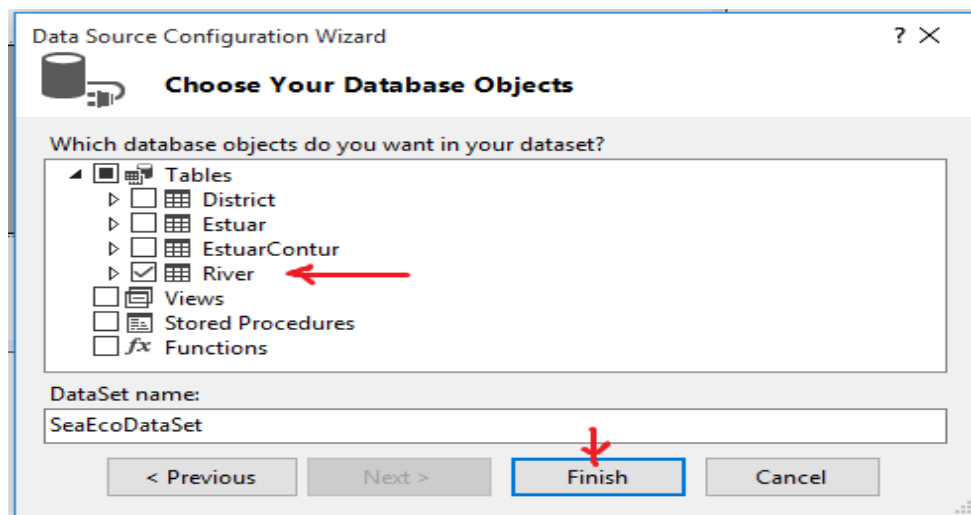 Data Source Configuration Wizard ?
Choose Your Database Objects
Which database objects do you want in your dataset?
Tables
District
Estuar
EstuarContur
River
Views
Stored Procedures
fx Functions
DataSet name:
SeaEcoDataSet
< Previous Next > Finish Cancel